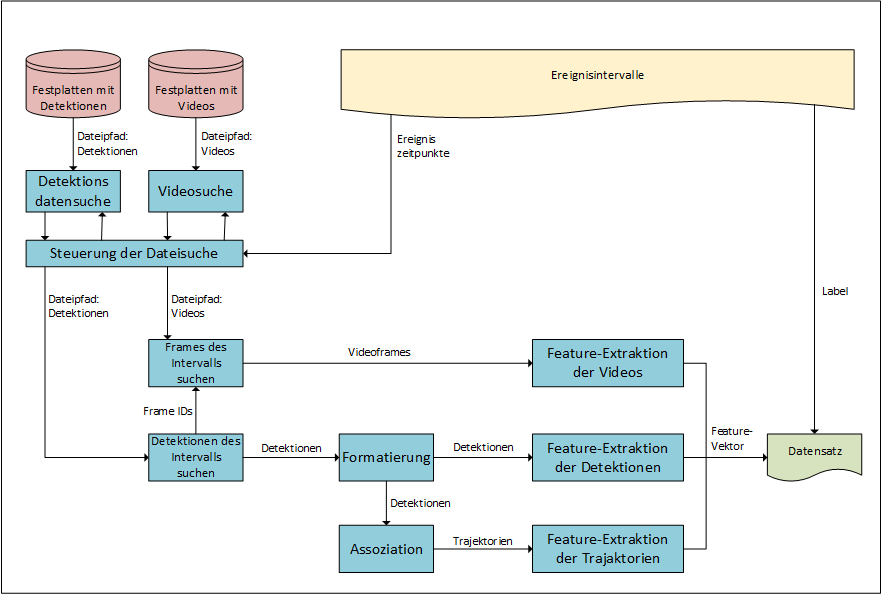 Festplatten mit
Detektionen
Festplatten mit
Videos
Ereignisintervalle
Dateipfad:
Detektionen
Dateipfad:
Videos
Ereignis
zeitpunkte
Detektions
datensuche
Videosuche
Steuerung der Dateisuche
Dateipfad:
Detektionen
Dateipfad:
Videos
Label
Frames des
Intervalls
suchen
Videoframes
Feature-Extraktion
der Videos
Frame IDs
Detektionen des
Intervalls
suchen
Detektionen
Formatierung
Detektionen
Feature-Extraktion
der Detektionen
Feature-
Vektor
Datensatz
Detektionen
Assoziation
Trajektorien
Feature-Extraktion
der Trajaktorien